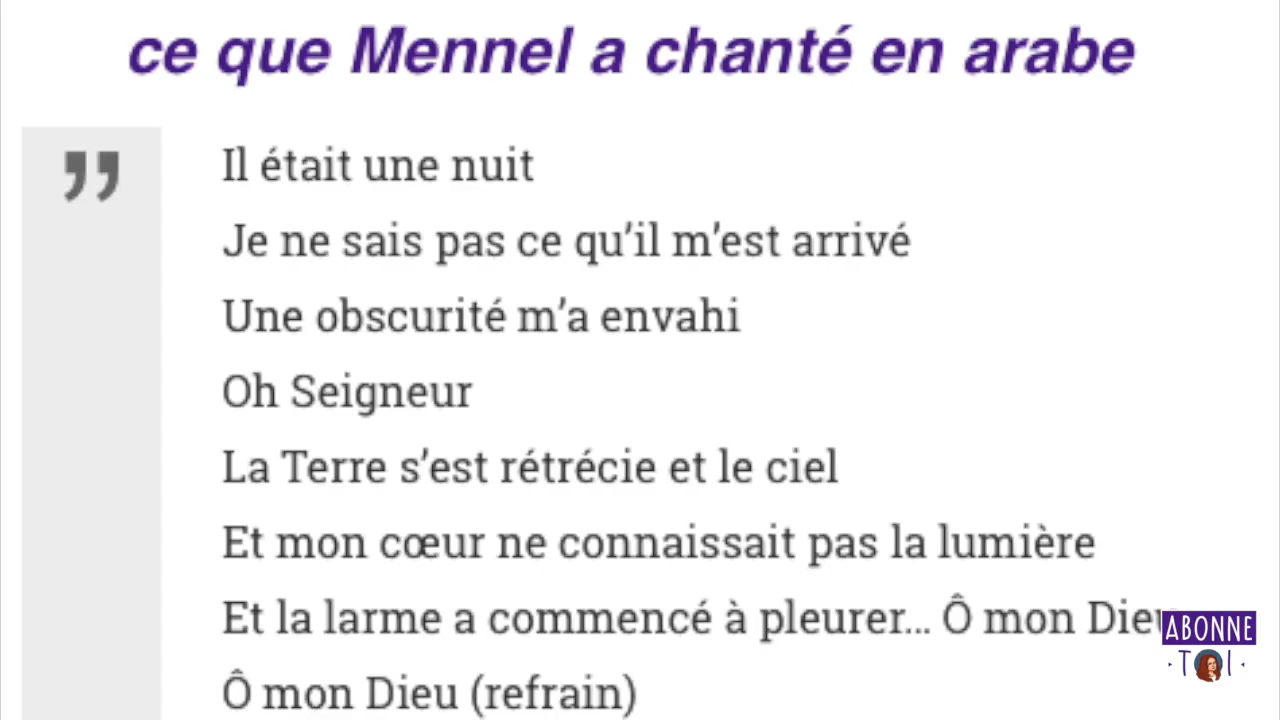 ce que Mennel a chanté en arabe
”
Il était une nuit
Je ne sais pas ce qu’il m’est arrivé
Une obscurité m’a envahi
Oh Seigneur
La Terre s’est rétrécie et le ciel
Et mon cœur ne connaissait pas la lumière
Et la larme a commencé à pleurer... Ô mon Dieu
Ô mon Dieu (refrain)
ABONNE
TOI